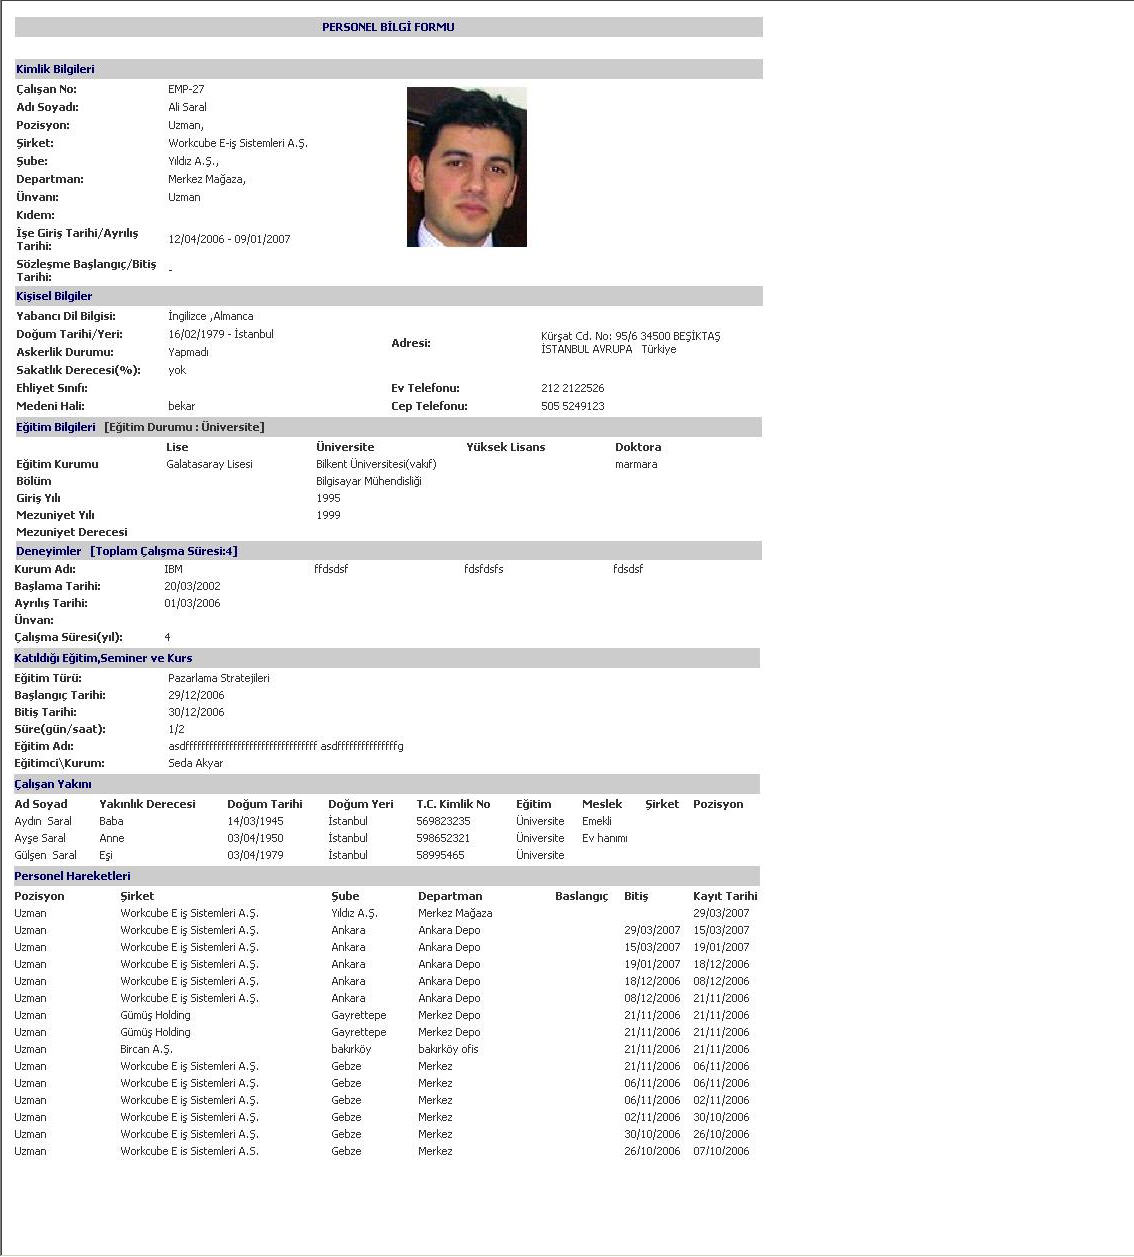 PERSONEL BİLGİ FORMU
Kimlik Bilgileri
Çalışan No: EMP-27
Adı Soyadı: Ali Saral
Pozisyon: Uzman,
Şirket: Workcube E-iş Sistemleri A.Ş.
Şube: Yıldız A.Ş.,
Departman: Merkez Mağaza,
Ünvanı: Uzman
Kıdem:
İşe Giriş Tarihi/Ayrılış
Tarihi: 12/04/2006 - 09/01/2007
Sözleşme Başlangıç/Bitiş
Tarihi: -
Kişisel Bilgiler
Yabancı Dil Bilgisi: İngilizce ,Almanca
Doğum Tarihi/Yeri: 16/02/1979 - İstanbul
Askerlik Durumu: Yapmadı
Adresi: Kürşat Cd. No: 95/6 34500 BEŞİKTAŞ
İSTANBUL AVRUPA Türkiye
Sakatlık Derecesi(%): yok
Ehliyet Sınıfı: Ev Telefonu: 212 2122526
Medeni Hali: bekar Cep Telefonu: 505 5249123
Eğitim Bilgileri [Eğitim Durumu : Üniversite]
Lise Üniversite Yüksek Lisans Doktora
Eğitim Kurumu Galatasaray Lisesi Bilkent Üniversitesi(vakıf) marmara
Bölüm Bilgisayar Mühendisliği
Giriş Yılı 1995
Mezuniyet Yılı 1999
Mezuniyet Derecesi
Deneyimler [Toplam Çalışma Süresi:4]
Kurum Adı: IBM ffdsdsf fdsfdsfs fdsdsf
Başlama Tarihi: 20/03/2002
Ayrılış Tarihi: 01/03/2006
Ünvan:
Çalışma Süresi(yıl): 4
Katıldığı Eğitim,Seminer ve Kurs
Eğitim Türü: Pazarlama Stratejileri
Başlangıç Tarihi: 29/12/2006
Bitiş Tarihi: 30/12/2006
Süre(gün/saat): 1/2
Eğitim Adı:
Eğitimci\Kurum: Seda Akyar
Çalışan Yakını
Ad Soyad Yakınlık Derecesi Doğum Tarihi Doğum Yeri T.C. Kimlik No Eğitim Meslek Şirket Pozisyon
Aydın Saral Baba 14/03/1945 İstanbul 569823235 Üniversite Emekli
Ayşe Saral Anne 03/04/1950 İstanbul 598652321 Üniversite Ev hanımı
Gülşen Saral Eşi 03/04/1979 İstanbul 58995465 Üniversite
Personel Hareketleri
Pozisyon Şirket Şube Departman Baslangıç Bitiş Kayıt Tarihi
Uzman Workcube E iş Sistemleri A.Ş. Yıldız A.Ş. Merkez Mağaza 29/03/2007
Uzman Workcube E iş Sistemleri A.Ş. Ankara Ankara Depo 29/03/2007 15/03/2007
Uzman Workcube E iş Sistemleri A.Ş. Ankara Ankara Depo 15/03/2007 19/01/2007
Uzman Workcube E iş Sistemleri A.Ş. Ankara Ankara Depo 19/01/2007 18/12/2006
Uzman Workcube E iş Sistemleri A.Ş. Ankara Ankara Depo 18/12/2006 08/12/2006
Uzman Workcube E iş Sistemleri A.Ş. Ankara Ankara Depo 08/12/2006 21/11/2006
Uzman Gümüş Holding Gayrettepe Merkez Depo 21/11/2006 21/11/2006
Uzman Gümüş Holding Gayrettepe Merkez Depo 21/11/2006 21/11/2006
Uzman Bircan A.Ş. bakırköy bakırköy ofis 21/11/2006 21/11/2006
Uzman Workcube E iş Sistemleri A.Ş. Gebze Merkez 21/11/2006 06/11/2006
Uzman Workcube E iş Sistemleri A.Ş. Gebze Merkez 06/11/2006 06/11/2006
Uzman Workcube E iş Sistemleri A.Ş. Gebze Merkez 06/11/2006 02/11/2006
Uzman Workcube E iş Sistemleri A.Ş. Gebze Merkez 02/11/2006 30/10/2006
Uzman Workcube E iş Sistemleri A.Ş. Gebze Merkez 30/10/2006 26/10/2006
Uzman Workcube E is Sistemleri A.S. Gebze Merkez 26/10/2006 07/10/2006